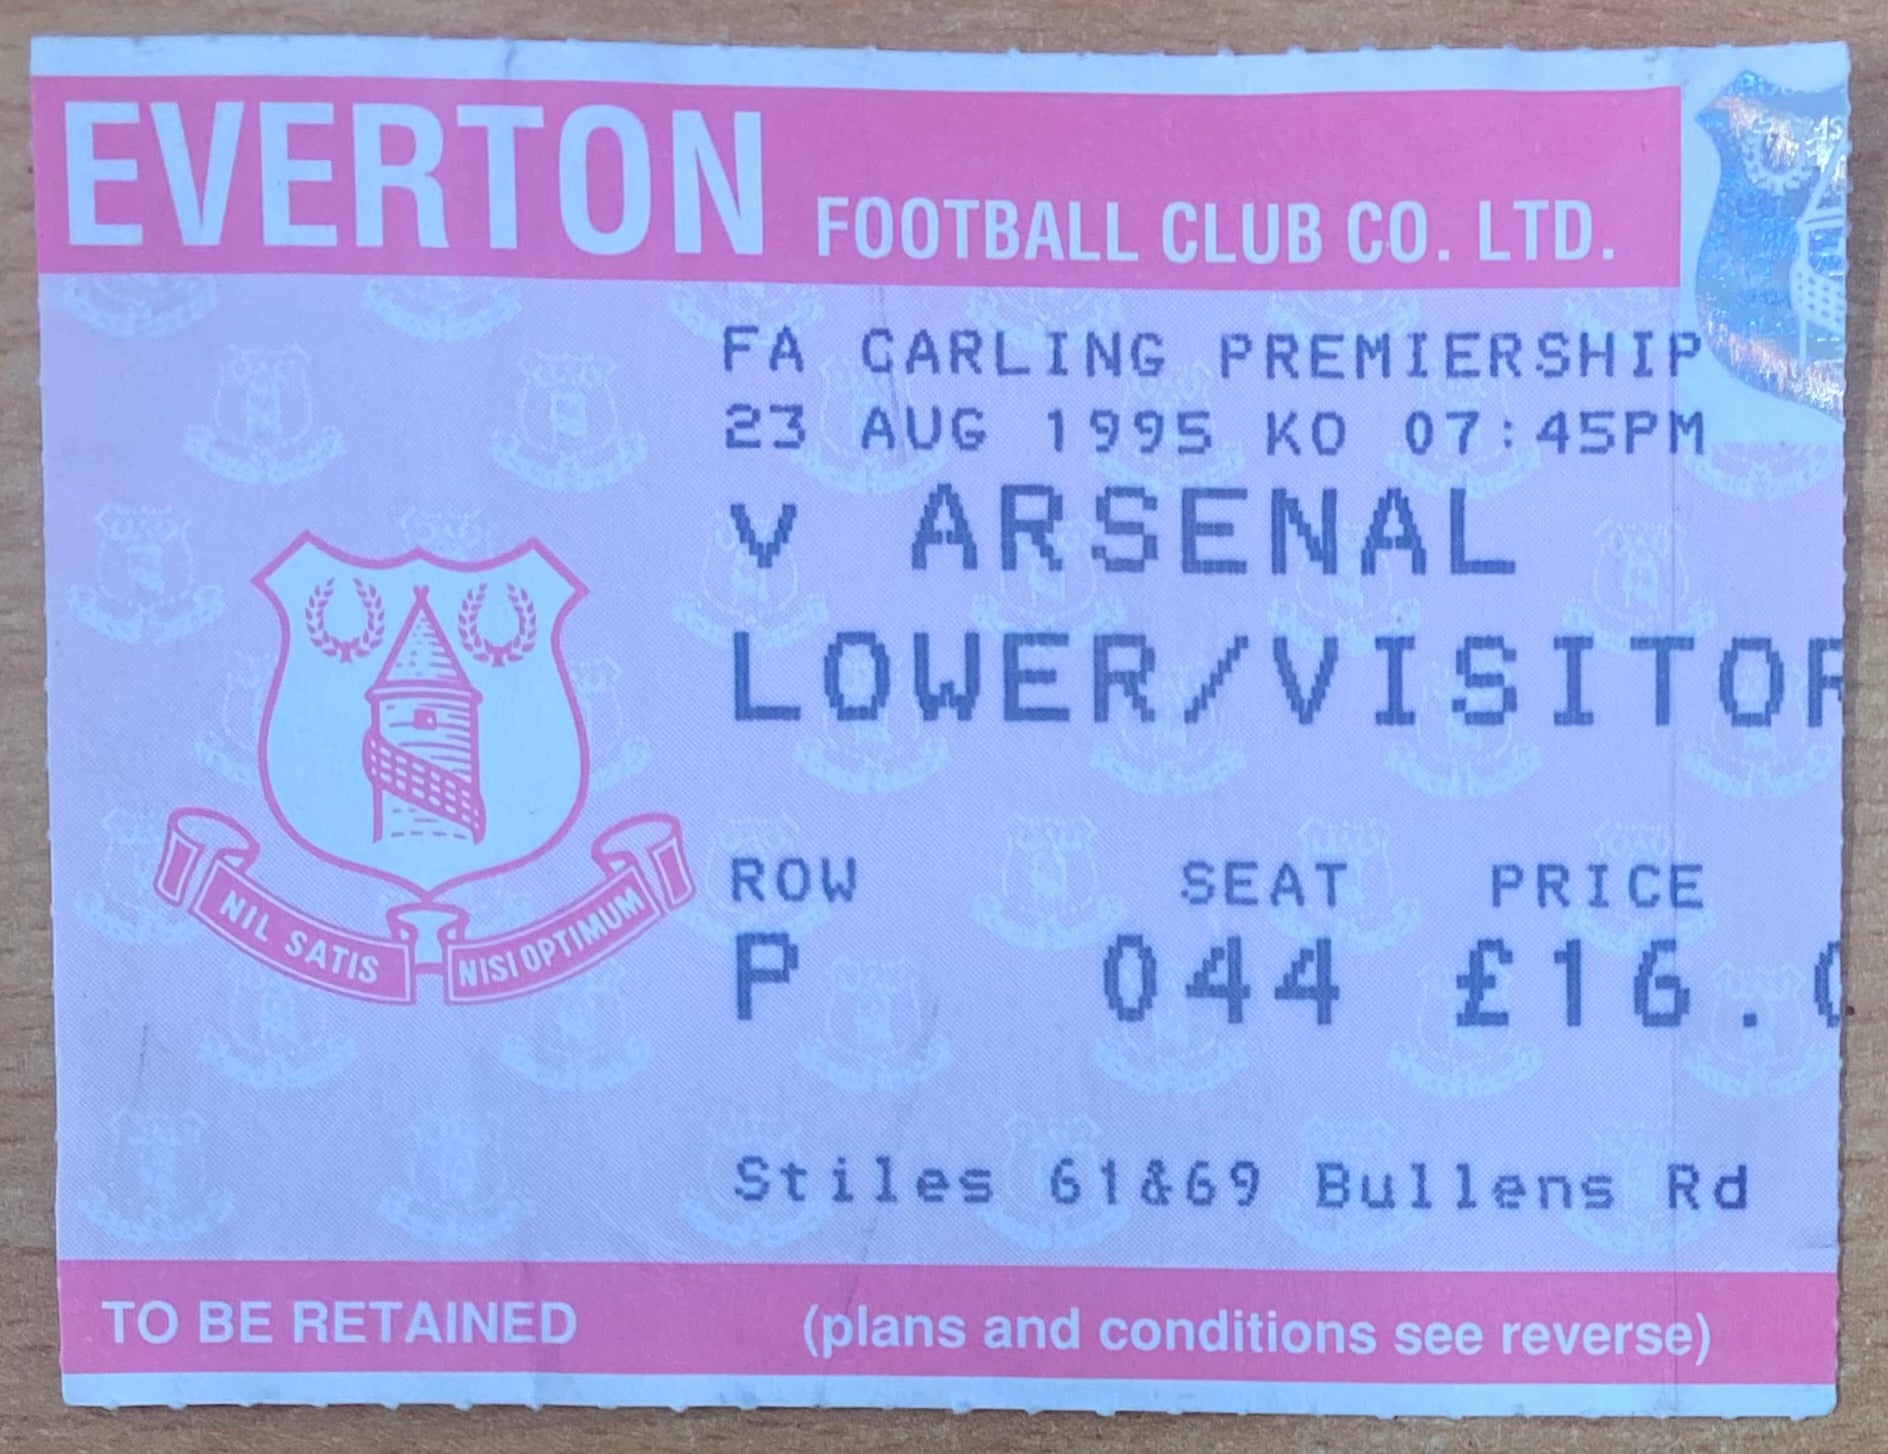 EVERTON FOOTBALL CLUB CO. LTD.
FA CARLING PREMIERSHIP
23 AUG 1995 KO 07:45PM
v ARSENAL
LOWER/VISITOR
ROW SEAT PRICE
P 044 £16.0
NIL SATIS NISI OPTIMUM
Stiles 61&69 Bullens Rd
TO BE RETAINED (plans and conditions see reverse)